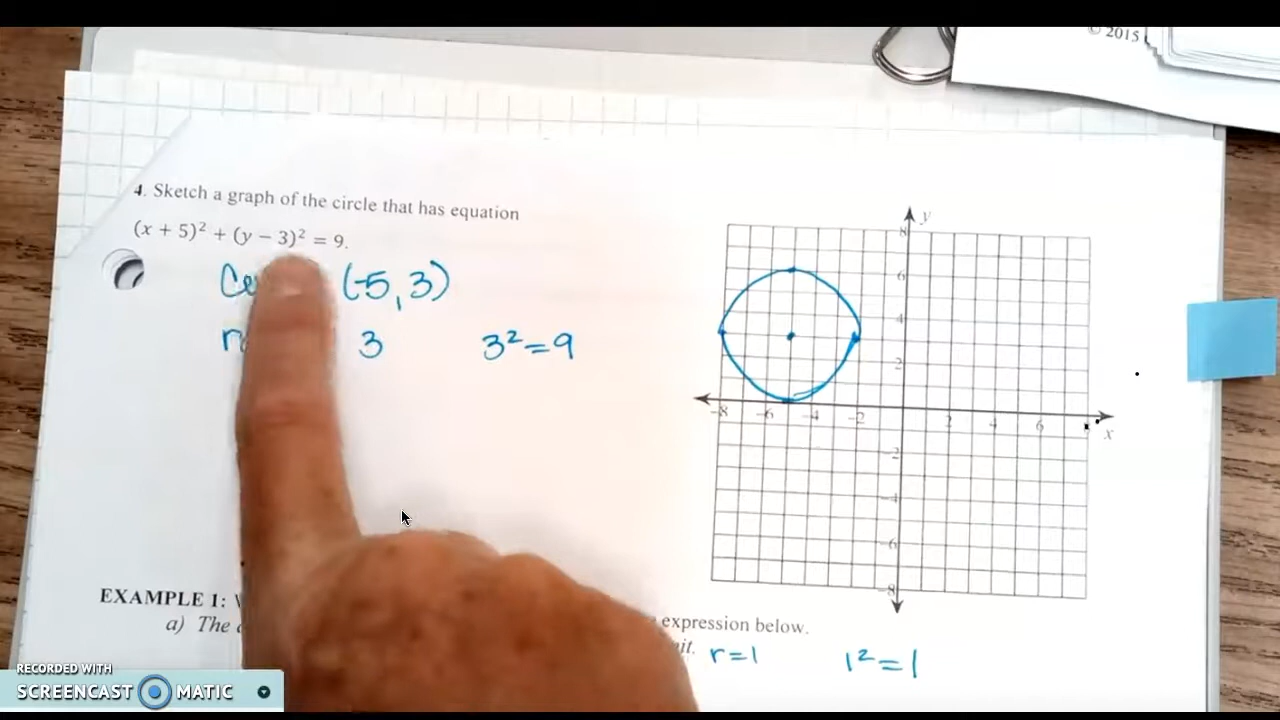 © 2015
4. Sketch a graph of the circle that has equation
(x + 5)² + (y − 3)² = 9.
(-5, 3)
3 3² = 9
y
8
6
4
2
-8 -6 -4 -2 2 4 6
x
-2
-4
-6
-8
EXAMPLE 1:
expression below.
a) The
r = 1 1² = 1
RECORDED WITH
SCREENCAST MATIC